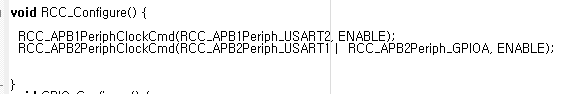 void RCC_Configure() {
RCC_APB1PeriphClockCmd(RCC_APB1Periph_USART2, ENABLE);
RCC_APB2PeriphClockCmd(RCC_APB2Periph_USART1 | RCC_APB2Periph_GPIOA, ENABLE);
}